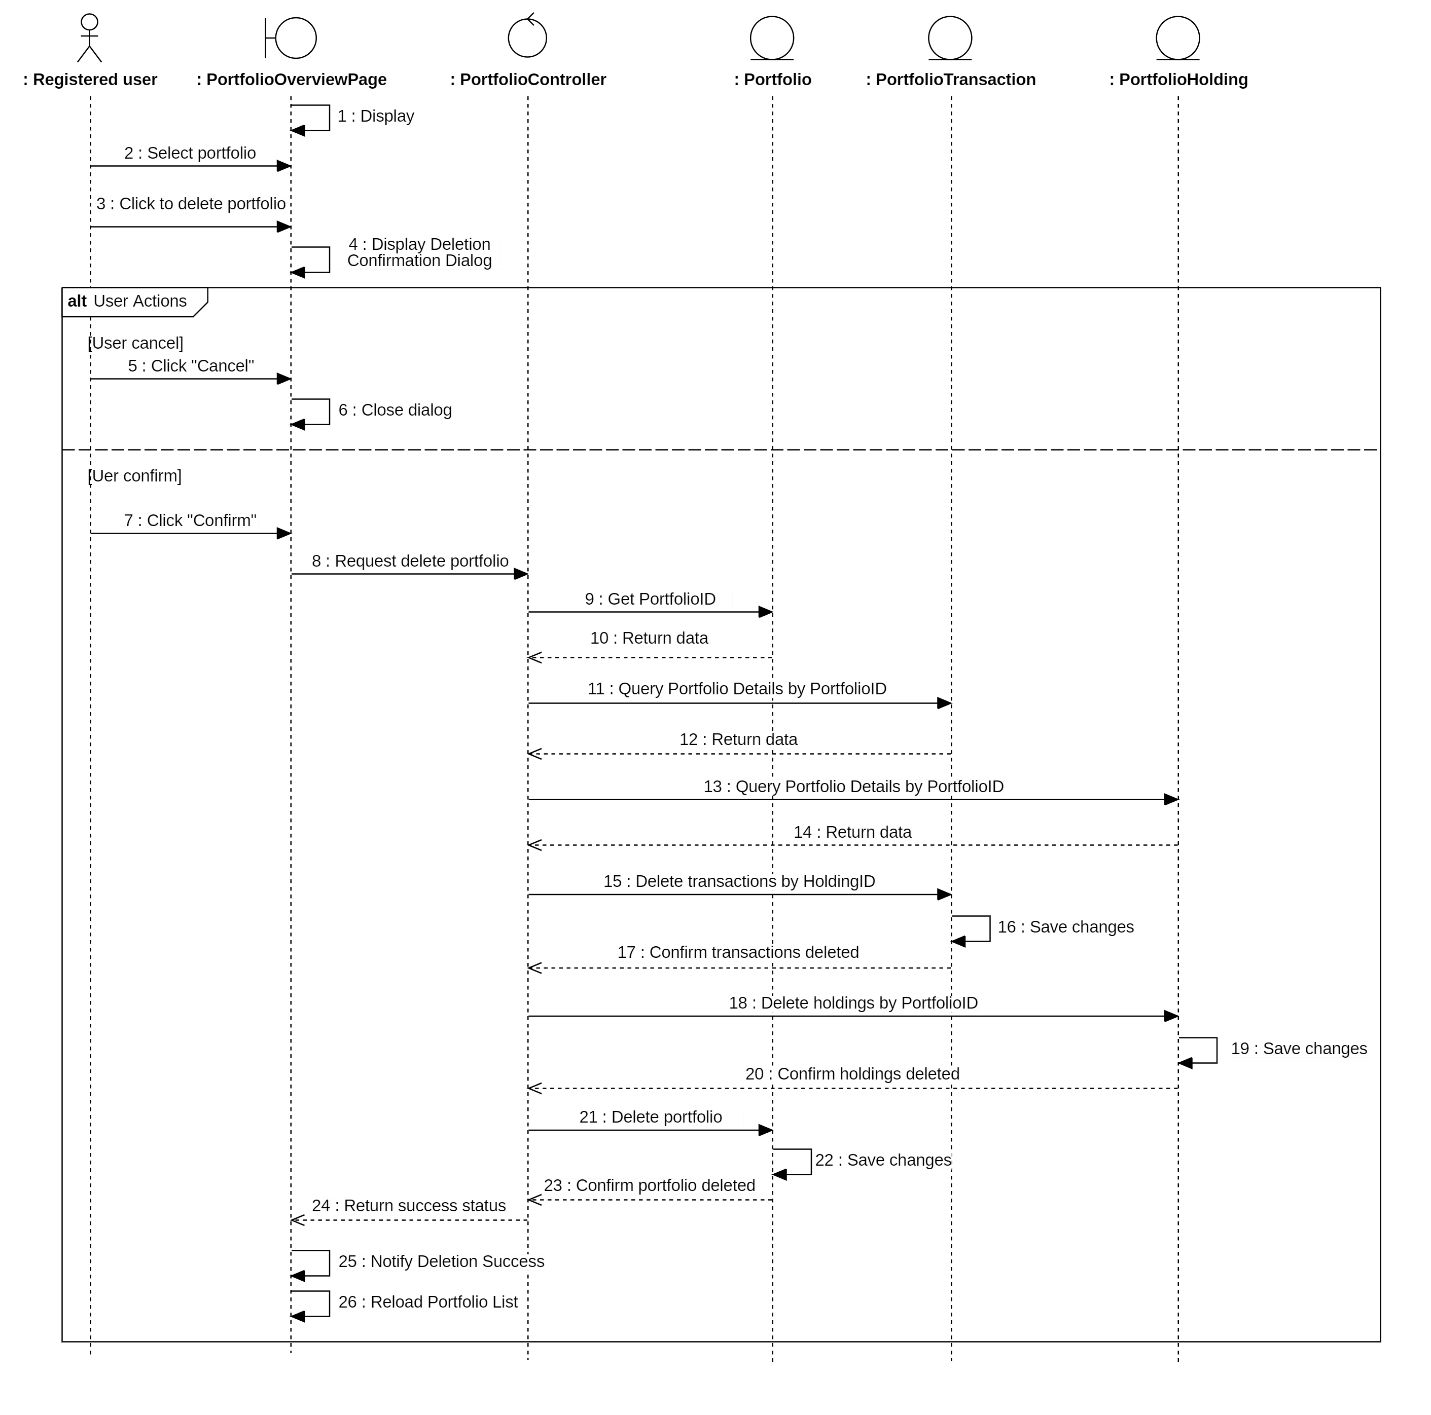 : Registered user
: PortfolioOverviewPage
: PortfolioController
: Portfolio
: PortfolioTransaction
: PortfolioHolding
1 : Display
2 : Select portfolio
3 : Click to delete portfolio
4 : Display Deletion
Confirmation Dialog
alt User Actions
[User cancel]
5 : Click "Cancel"
6 : Close dialog
[Uer confirm]
7 : Click "Confirm"
8 : Request delete portfolio
9 : Get PortfolioID
10 : Return data
11 : Query Portfolio Details by PortfolioID
12 : Return data
13 : Query Portfolio Details by PortfolioID
14 : Return data
15 : Delete transactions by HoldingID
16 : Save changes
17 : Confirm transactions deleted
18 : Delete holdings by PortfolioID
19 : Save changes
20 : Confirm holdings deleted
21 : Delete portfolio
22 : Save changes
23 : Confirm portfolio deleted
24 : Return success status
25 : Notify Deletion Success
26 : Reload Portfolio List